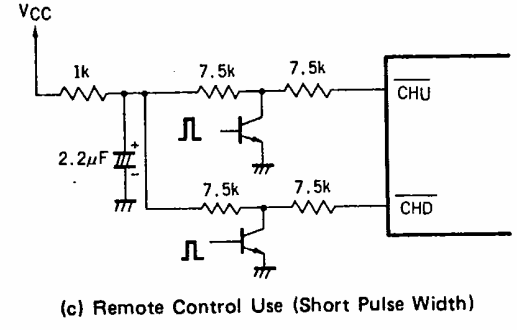 VCC
1k
7.5k
7.5k
CHU
2.2μF
+
-
7.5k
7.5k
CHD
(c) Remote Control Use (Short Pulse Width)